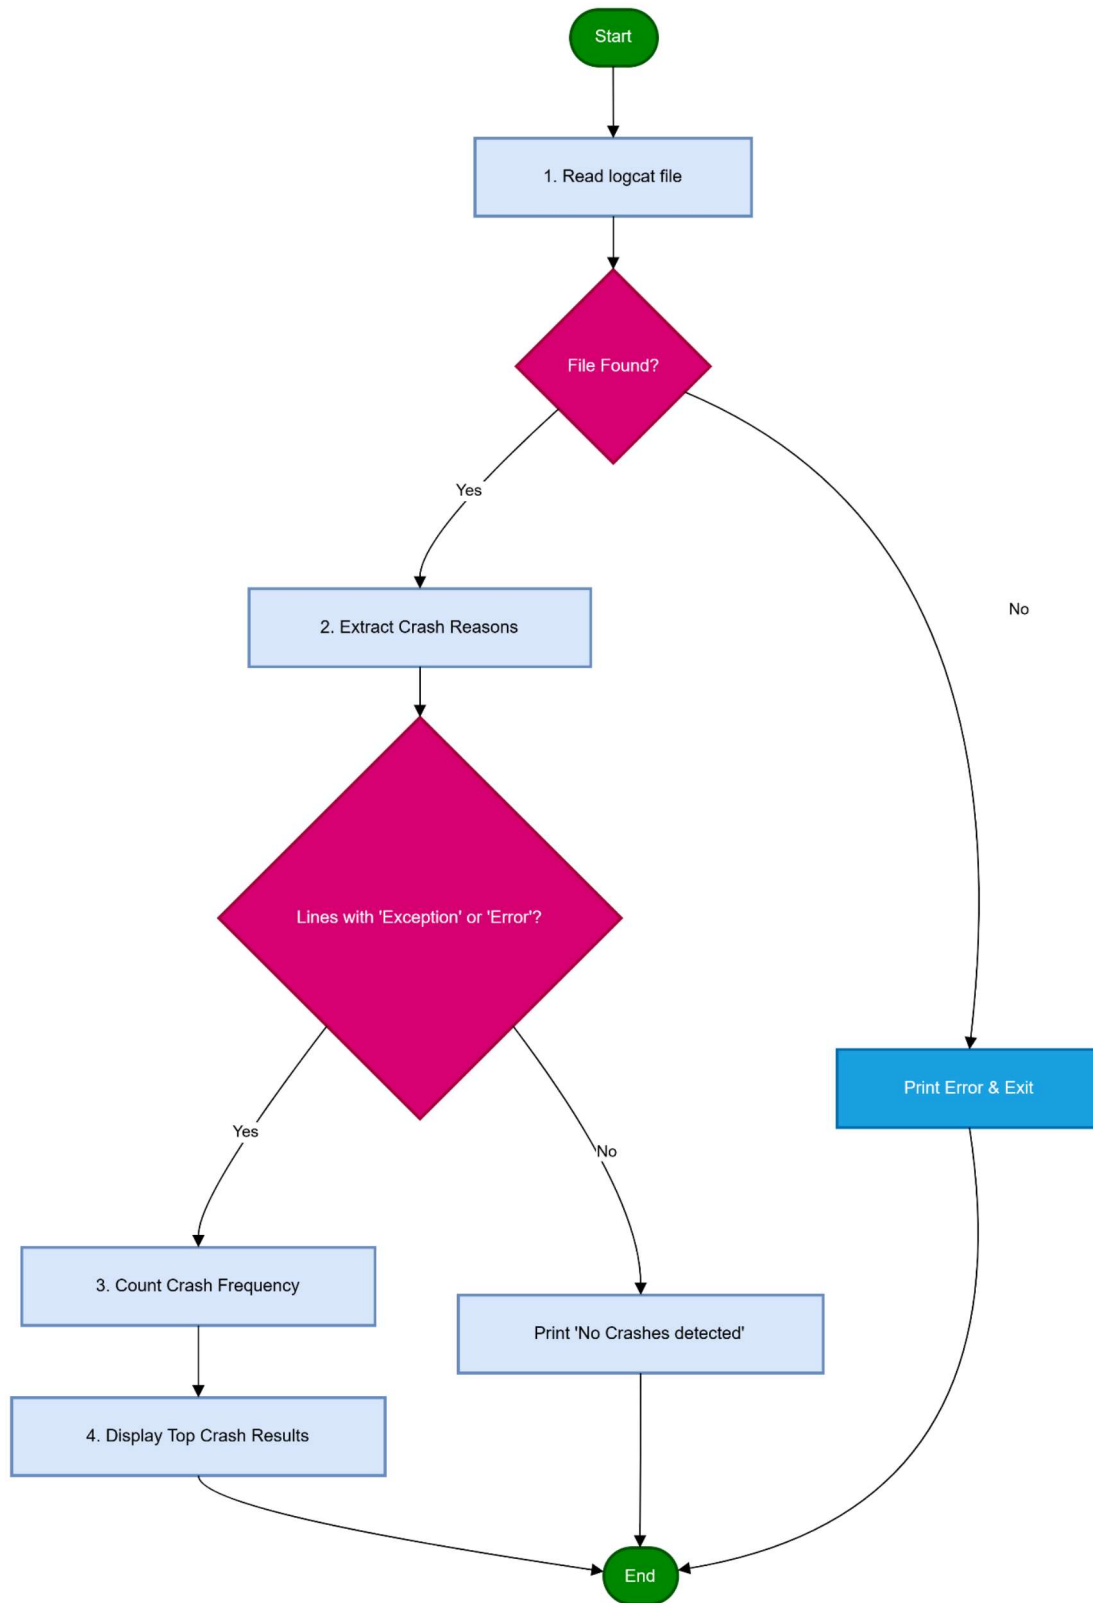 Start
1. Read logcat file
File Found?
Yes
No
2. Extract Crash Reasons
Lines with 'Exception' or 'Error'?
Yes
No
Print Error & Exit
3. Count Crash Frequency
Print 'No Crashes detected'
4. Display Top Crash Results
End